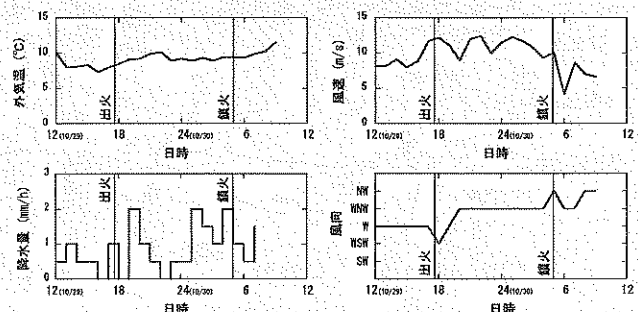 外気温 (℃)
15
10
5
0
出火
鎮火
12(10/29) 18 24(10/30) 6 12
日時
風速 (m/s)
15
10
5
0
出火
鎮火
12(10/29) 18 24(10/30) 6 12
日時
降水量 (mm/h)
3
2
1
0
出火
鎮火
12(10/29) 18 24(10/30) 6 12
日時
風向
NW
WNW
W
WSW
SW
出火
鎮火
12(10/29) 18 24(10/30) 6 12
日時